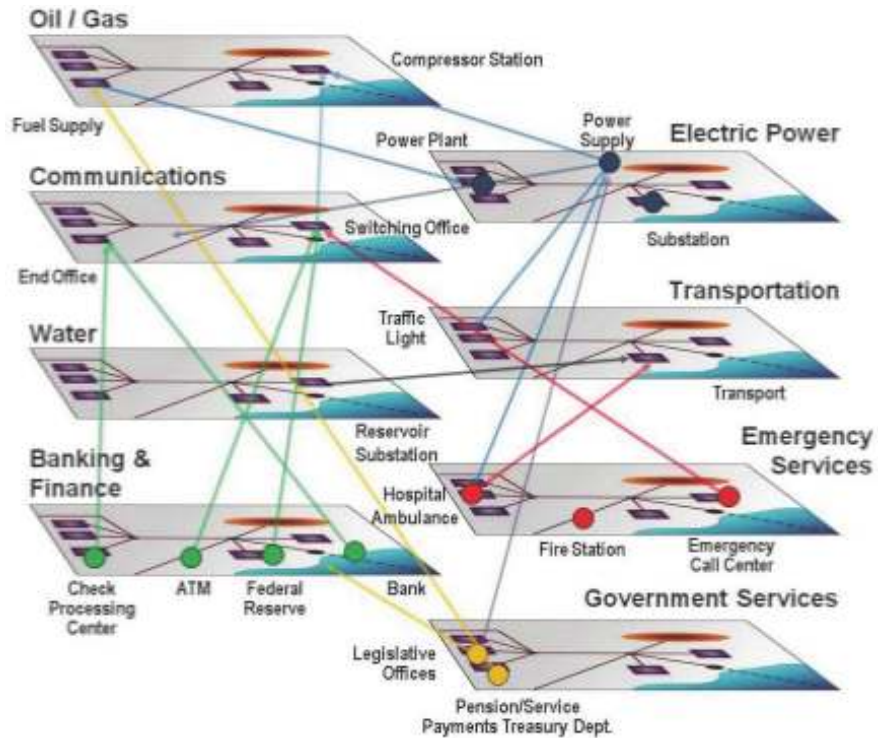 Oil / Gas
Compressor Station
Fuel Supply
Power Plant
Power
Supply
Electric Power
Communications
Switching Office
Substation
End Office
Transportation
Water
Traffic
Light
Transport
Reservoir
Substation
Emergency
Services
Banking &
Finance
Hospital
Ambulance
Fire Station
Emergency
Call Center
Check
Processing
Center
ATM
Federal
Reserve
Bank
Government Services
Legislative
Offices
Pension/Service
Payments Treasury Dept.